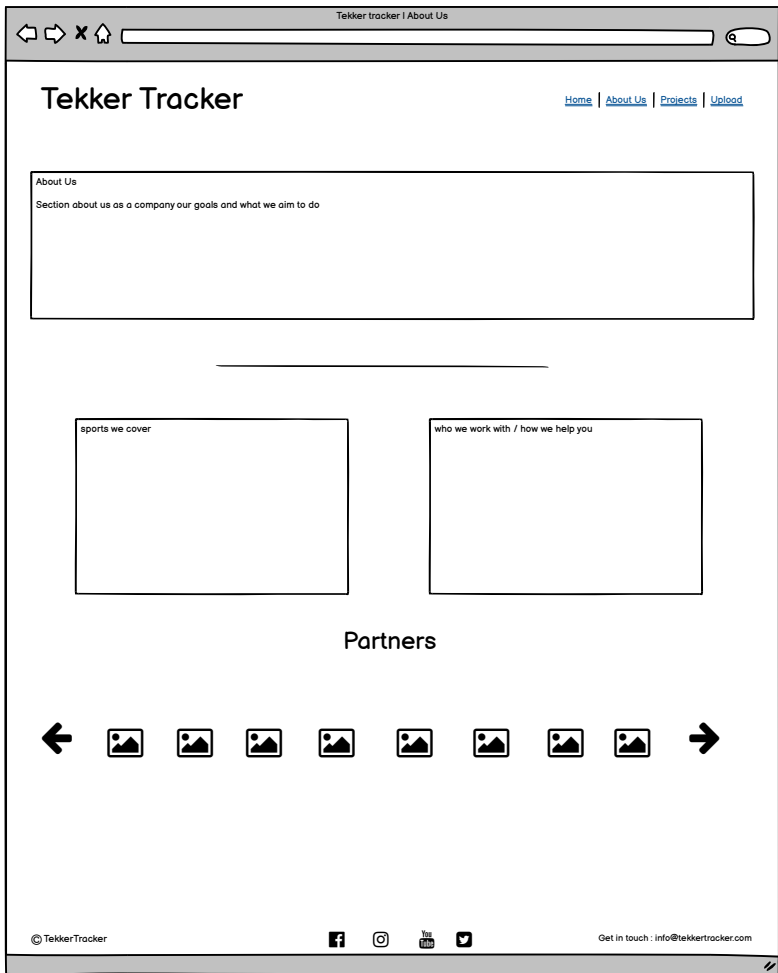 Tekker tracker | About Us
Tekker Tracker
Home | About Us | Projects | Upload
About Us
Section about us as a company our goals and what we aim to do
sports we cover
who we work with / how we help you
Partners
© TekkerTracker
You
Tube
Get in touch : info@tekkertracker.com